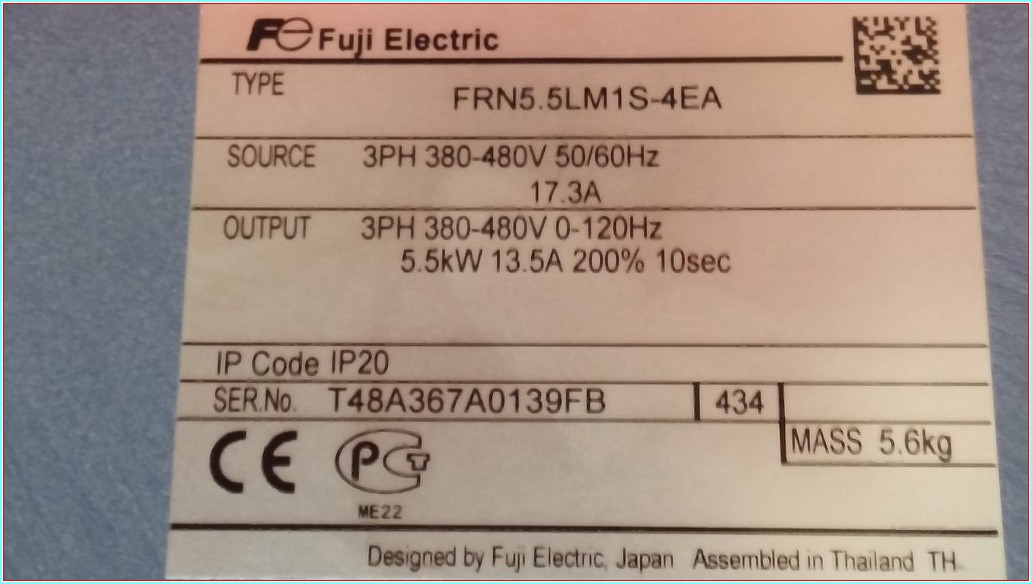 Fe Fuji Electric
TYPE FRN5.5LM1S-4EA
SOURCE 3PH 380-480V 50/60Hz
17.3A
OUTPUT 3PH 380-480V 0-120Hz
5.5kW 13.5A 200% 10sec
IP Code IP20
SER.No. T48A367A0139FB 434
MASS 5.6kg
CE PCT
ME22
Designed by Fuji Electric, Japan Assembled in Thailand TH